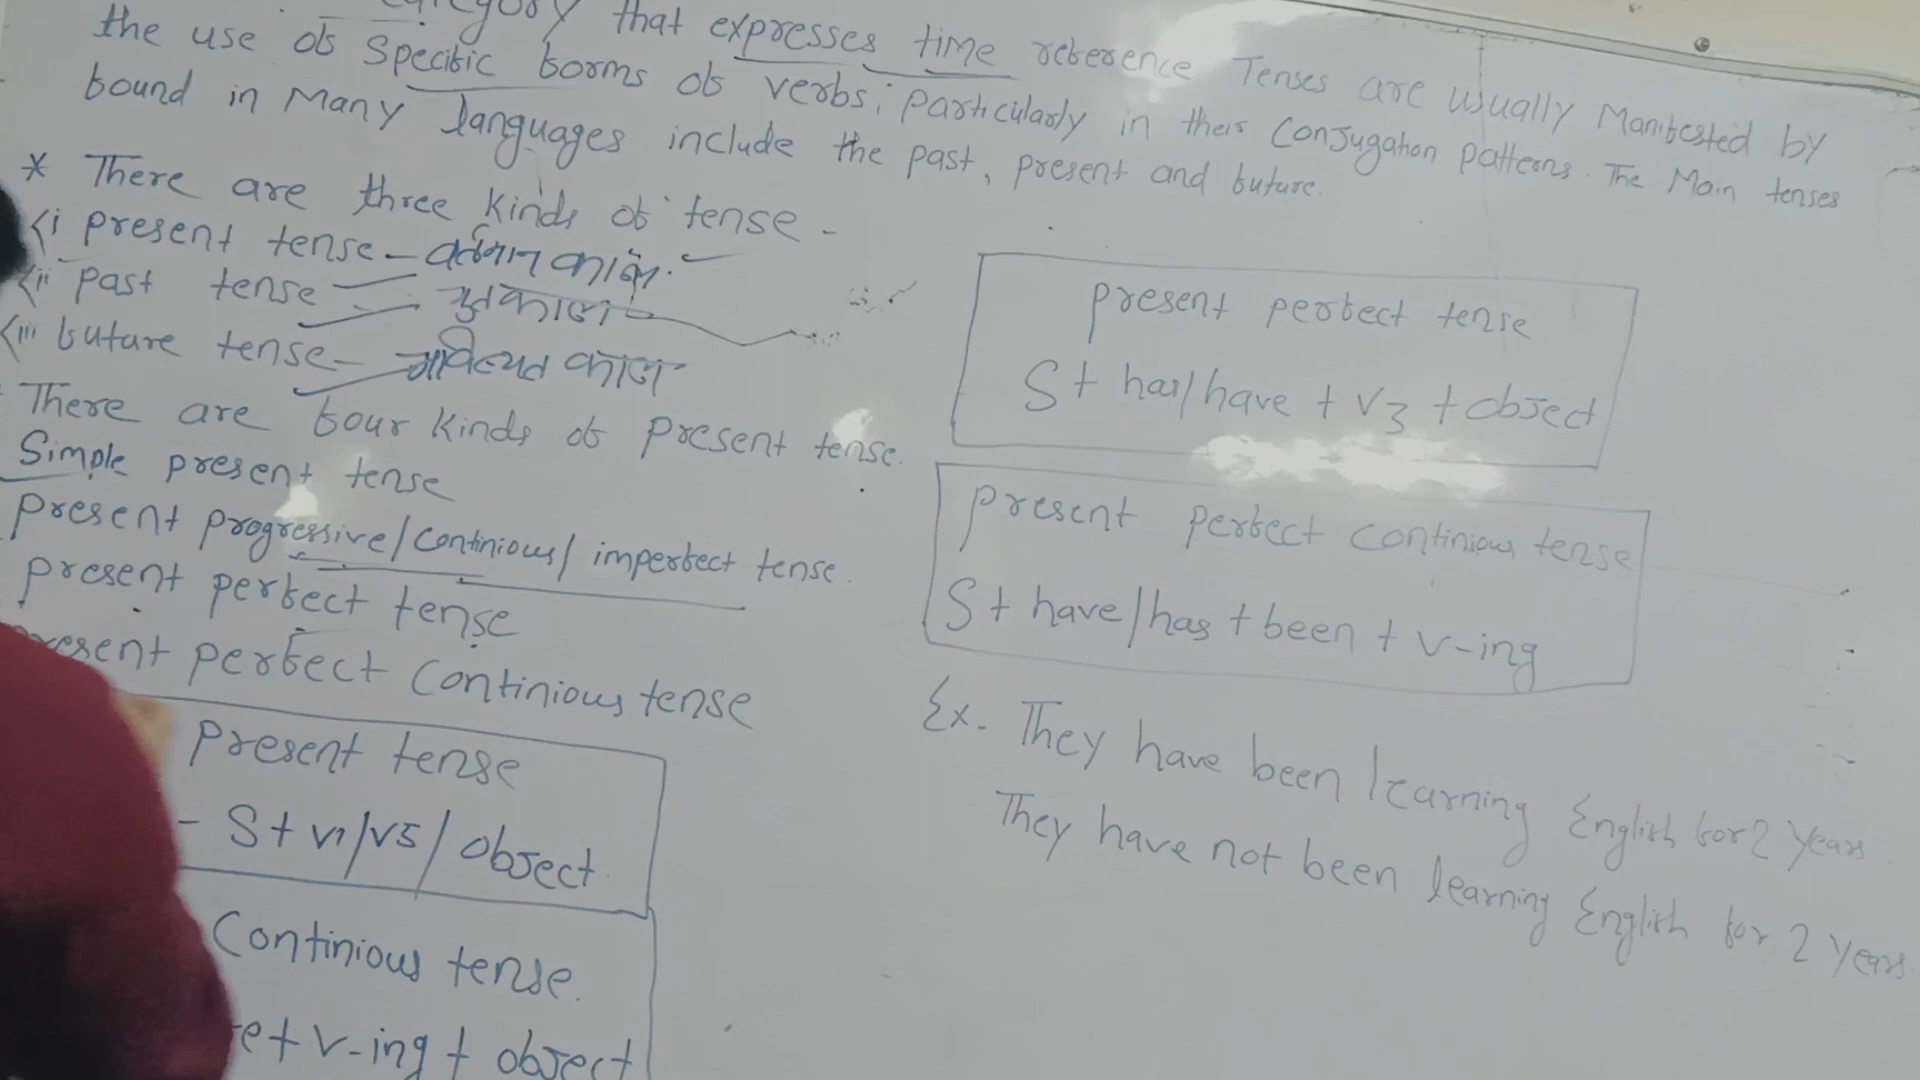 category that expresses time reference Tenses are usually Manifested by
the use of specific forms of verbs; particularly in their conjugation patterns. The Main tenses
found in Many languages include the past, present and future.
* There are three kinds of tense -
<i present tense - वर्तमान काल
<ii past tense - भूतकाल
<iii future tense - भविष्यत काल
There are four kinds of present tense.
Simple present tense
present progressive/continious/ imperfect tense.
present perfect tense
present perfect continious tense
present tense
- S + v1/v5/ object
Continious tense.
e + v-ing + object
present perfect tense
S + has/have + v3 + object
present perfect continious tense
S + have/has + been + v-ing
Ex. They have been learning English for 2 years.
They have not been learning English for 2 years.